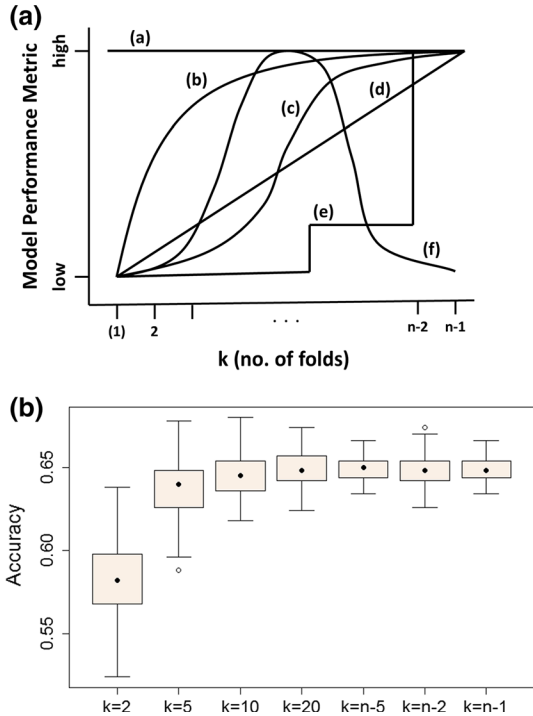 (a)
Model Performance Metric
high
low
(a)
(b)
(c)
(d)
(e)
(f)
(1)
2
. . .
n-2
n-1
k (no. of folds)
(b)
Accuracy
0.65
0.60
0.55
k=2
k=5
k=10
k=20
k=n-5
k=n-2
k=n-1